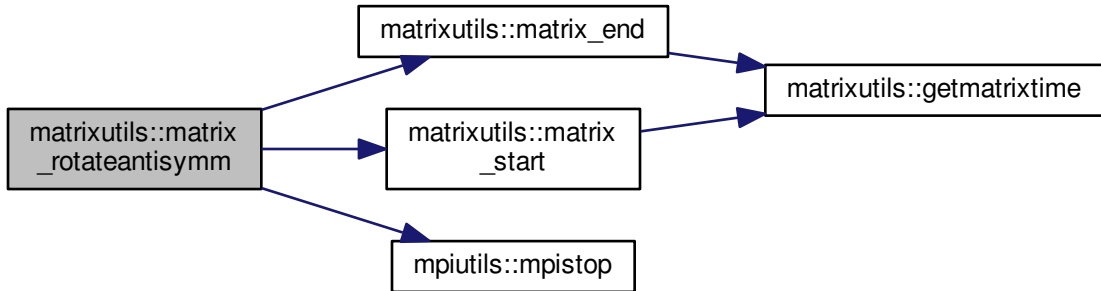 matrixutils::matrix
_rotateantisymm
matrixutils::matrix_end
matrixutils::matrix
_start
mpiutils::mpistop
matrixutils::getmatrixtime